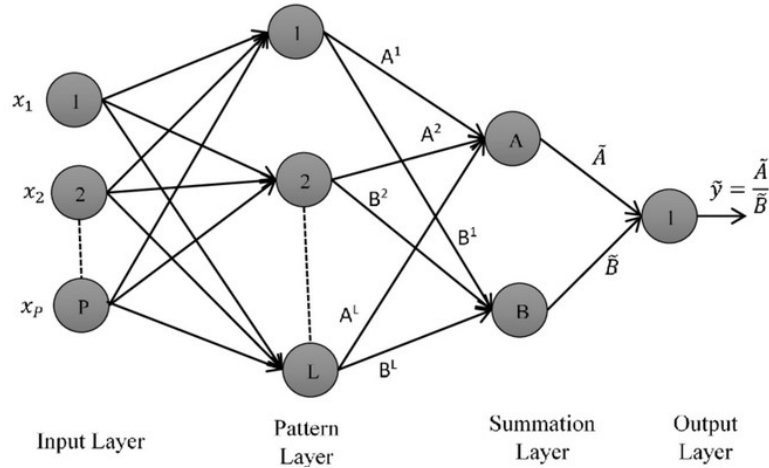 x₁
x₂
x_P
1
2
P
1
2
L
A¹
A²
B²
B¹
Aᴸ
Bᴸ
A
B
Ã
B̃
1
ỹ = Ã/B̃
Input Layer
Pattern
Layer
Summation
Layer
Output
Layer